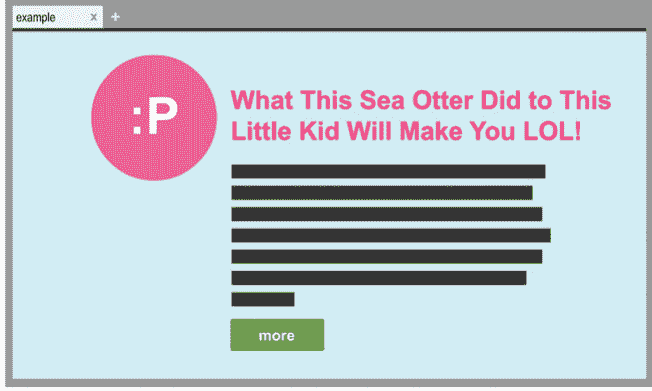 example x +
:P
What This Sea Otter Did to This
Little Kid Will Make You LOL!
more